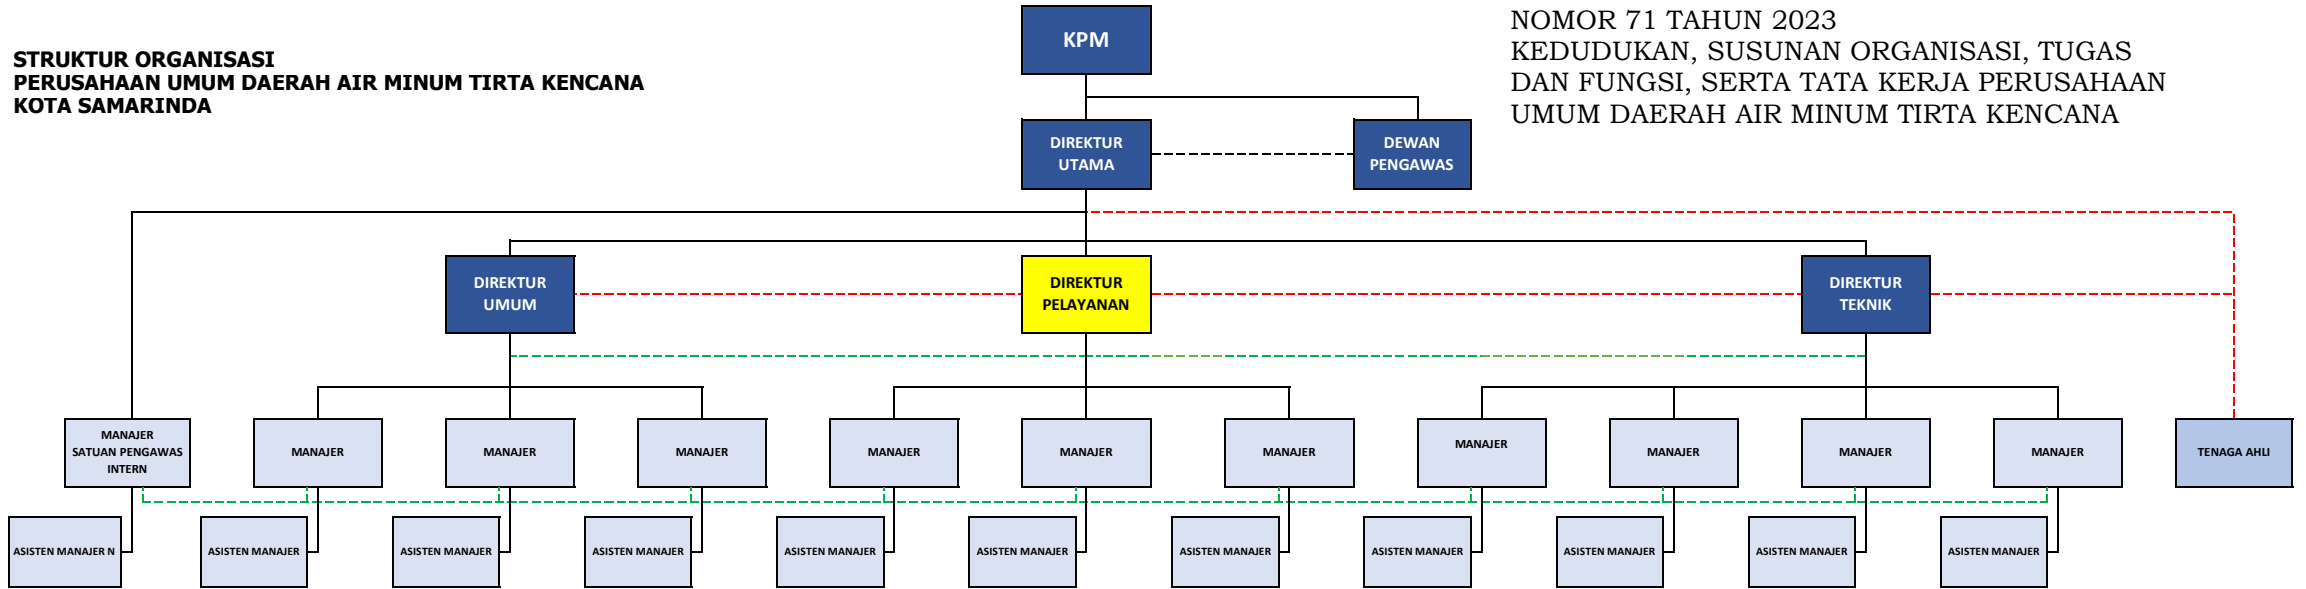 STRUKTUR ORGANISASI
PERUSAHAAN UMUM DAERAH AIR MINUM TIRTA KENCANA
KOTA SAMARINDA
NOMOR 71 TAHUN 2023
KEDUDUKAN, SUSUNAN ORGANISASI, TUGAS
DAN FUNGSI, SERTA TATA KERJA PERUSAHAAN
UMUM DAERAH AIR MINUM TIRTA KENCANA
KPM
DIREKTUR
UTAMA
DEWAN
PENGAWAS
DIREKTUR
UMUM
DIREKTUR
PELAYANAN
DIREKTUR
TEKNIK
MANAJER
SATUAN PENGAWAS
INTERN
MANAJER
MANAJER
MANAJER
MANAJER
MANAJER
MANAJER
MANAJER
MANAJER
MANAJER
MANAJER
TENAGA AHLI
ASISTEN MANAJER N
ASISTEN MANAJER
ASISTEN MANAJER
ASISTEN MANAJER
ASISTEN MANAJER
ASISTEN MANAJER
ASISTEN MANAJER
ASISTEN MANAJER
ASISTEN MANAJER
ASISTEN MANAJER
ASISTEN MANAJER